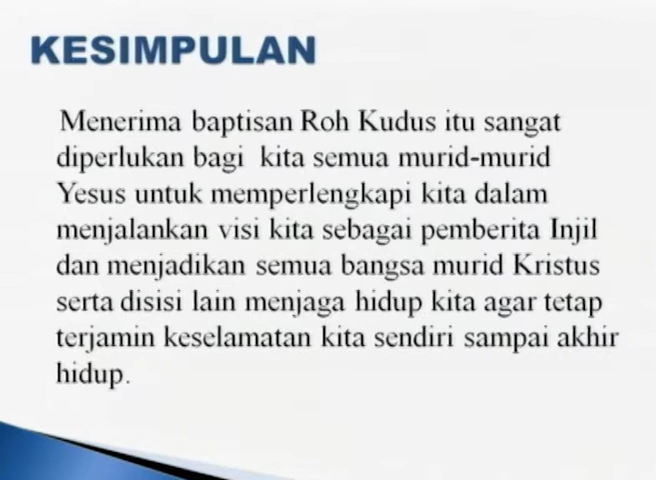 KESIMPULAN
Menerima baptisan Roh Kudus itu sangat
diperlukan bagi kita semua murid-murid
Yesus untuk memperlengkapi kita dalam
menjalankan visi kita sebagai pemberita Injil
dan menjadikan semua bangsa murid Kristus
serta disisi lain menjaga hidup kita agar tetap
terjamin keselamatan kita sendiri sampai akhir
hidup.